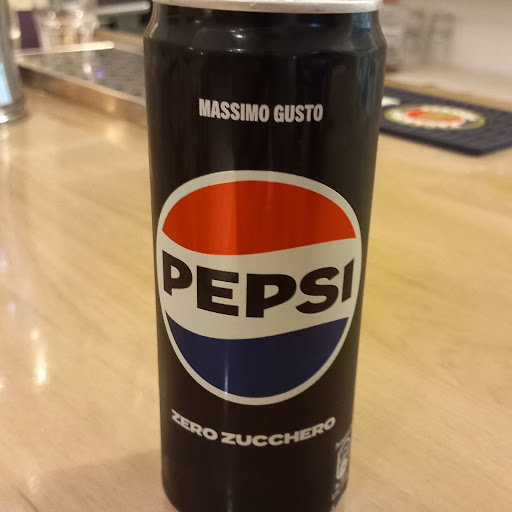 MASSIMO GUSTO
PEPSI
ZERO ZUCCHERO